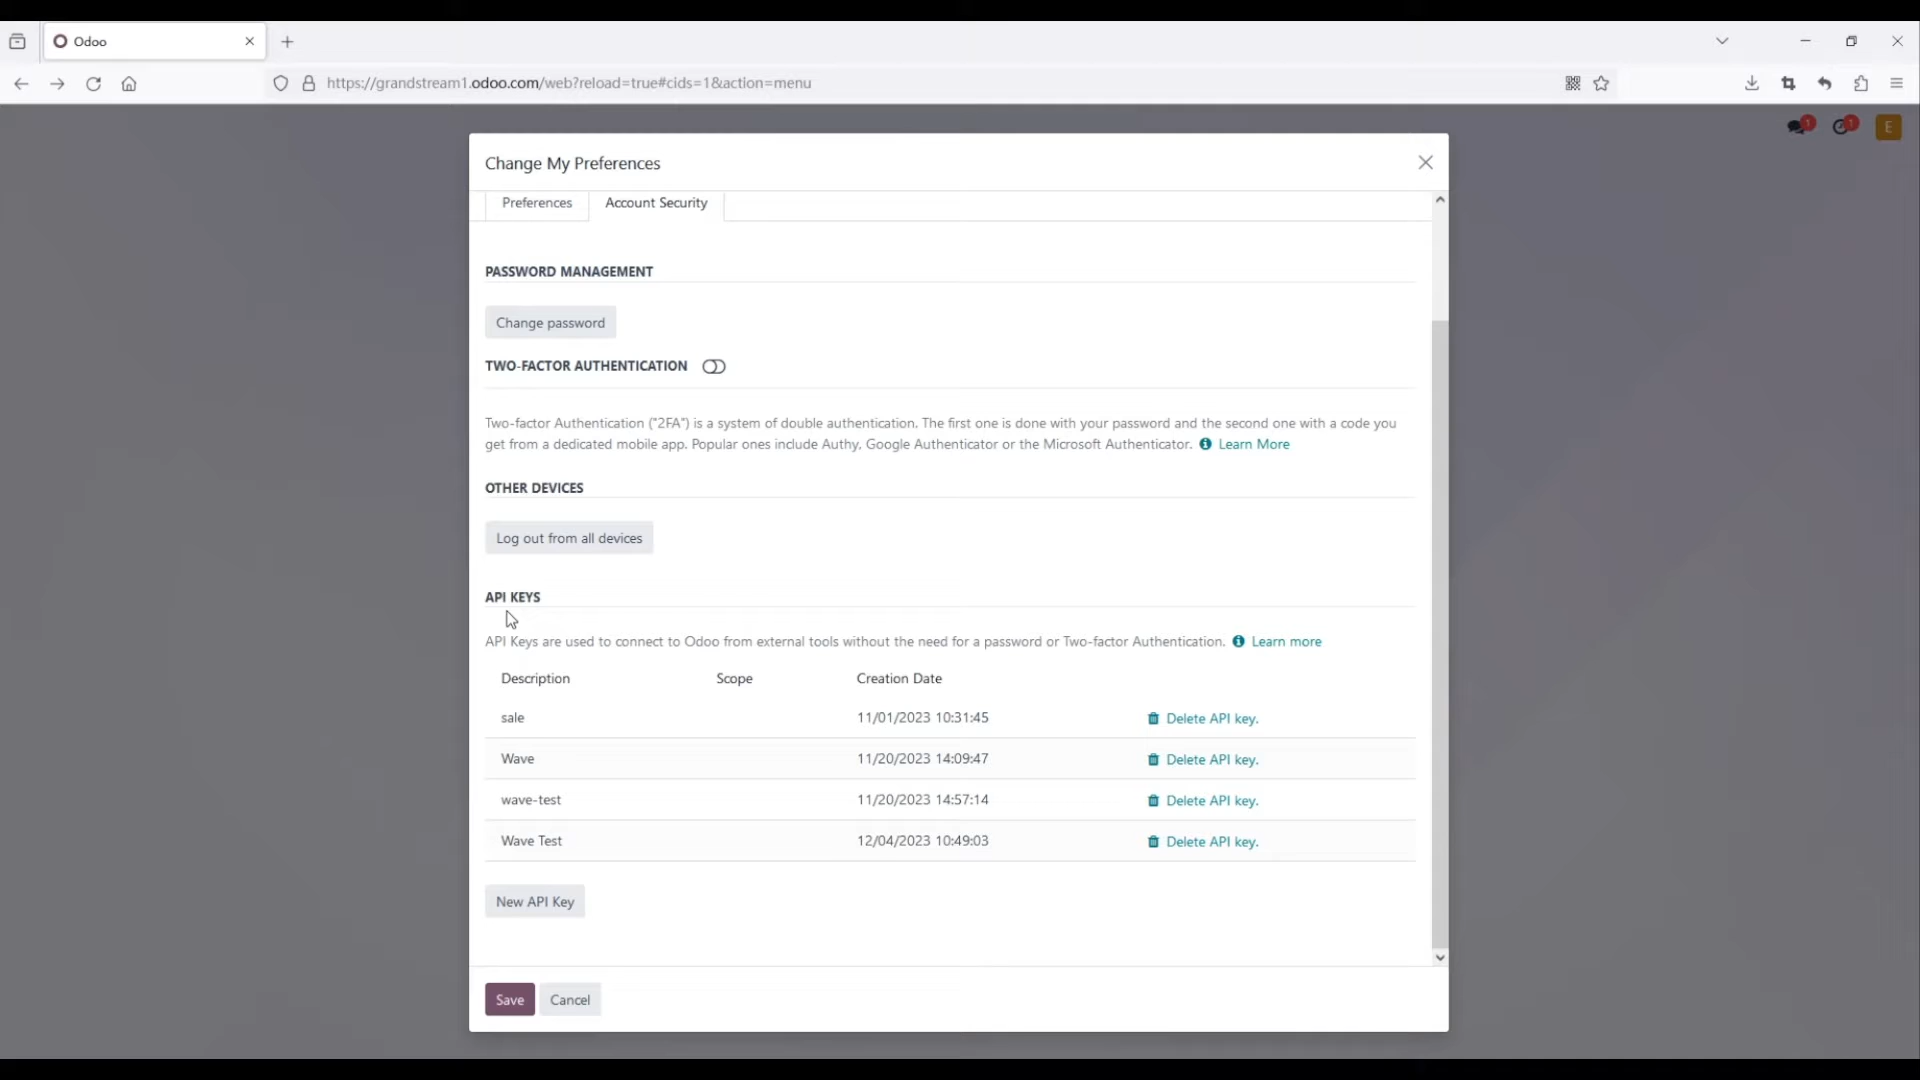 Odoo
https://grandstream1.odoo.com/web?reload=true#cids=1&action=menu
1
1
E
Change My Preferences
Preferences
Account Security
PASSWORD MANAGEMENT
Change password
TWO-FACTOR AUTHENTICATION
Two-factor Authentication ("2FA") is a system of double authentication. The first one is done with your password and the second one with a code you
get from a dedicated mobile app. Popular ones include Authy, Google Authenticator or the Microsoft Authenticator. Learn More
OTHER DEVICES
Log out from all devices
API KEYS
API Keys are used to connect to Odoo from external tools without the need for a password or Two-factor Authentication. Learn more
Description Scope Creation Date
sale 11/01/2023 10:31:45 Delete API key.
Wave 11/20/2023 14:09:47 Delete API key.
wave-test 11/20/2023 14:57:14 Delete API key.
Wave Test 12/04/2023 10:49:03 Delete API key.
New API Key
Save Cancel